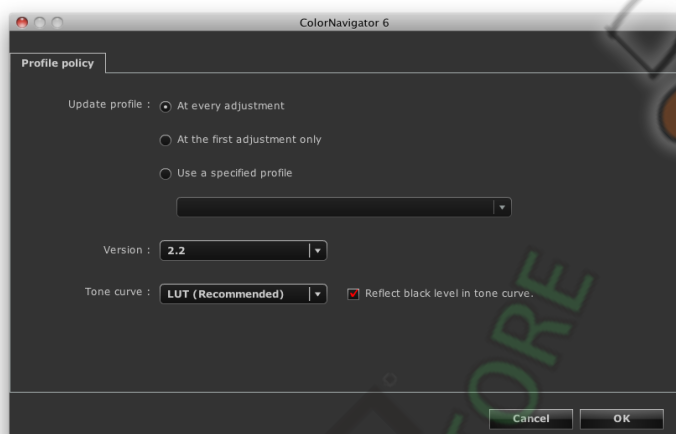 ColorNavigator 6
Profile policy
Update profile : At every adjustment
At the first adjustment only
Use a specified profile
Version : 2.2
Tone curve : LUT (Recommended) Reflect black level in tone curve.
Cancel OK